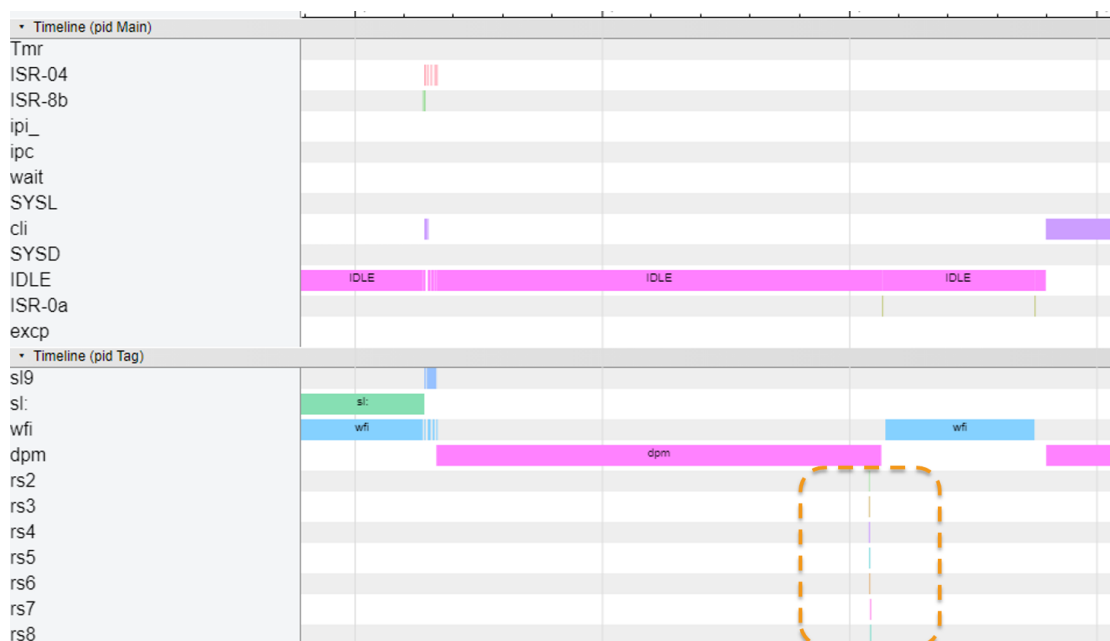 Timeline (pid Main)
Tmr
ISR-04
ISR-8b
ipi_
ipc
wait
SYSL
cli
SYSD
IDLE IDLE IDLE IDLE
ISR-0a
excp
Timeline (pid Tag)
sl9
sl: sl:
wfi wfi wfi
dpm dpm
rs2
rs3
rs4
rs5
rs6
rs7
rs8